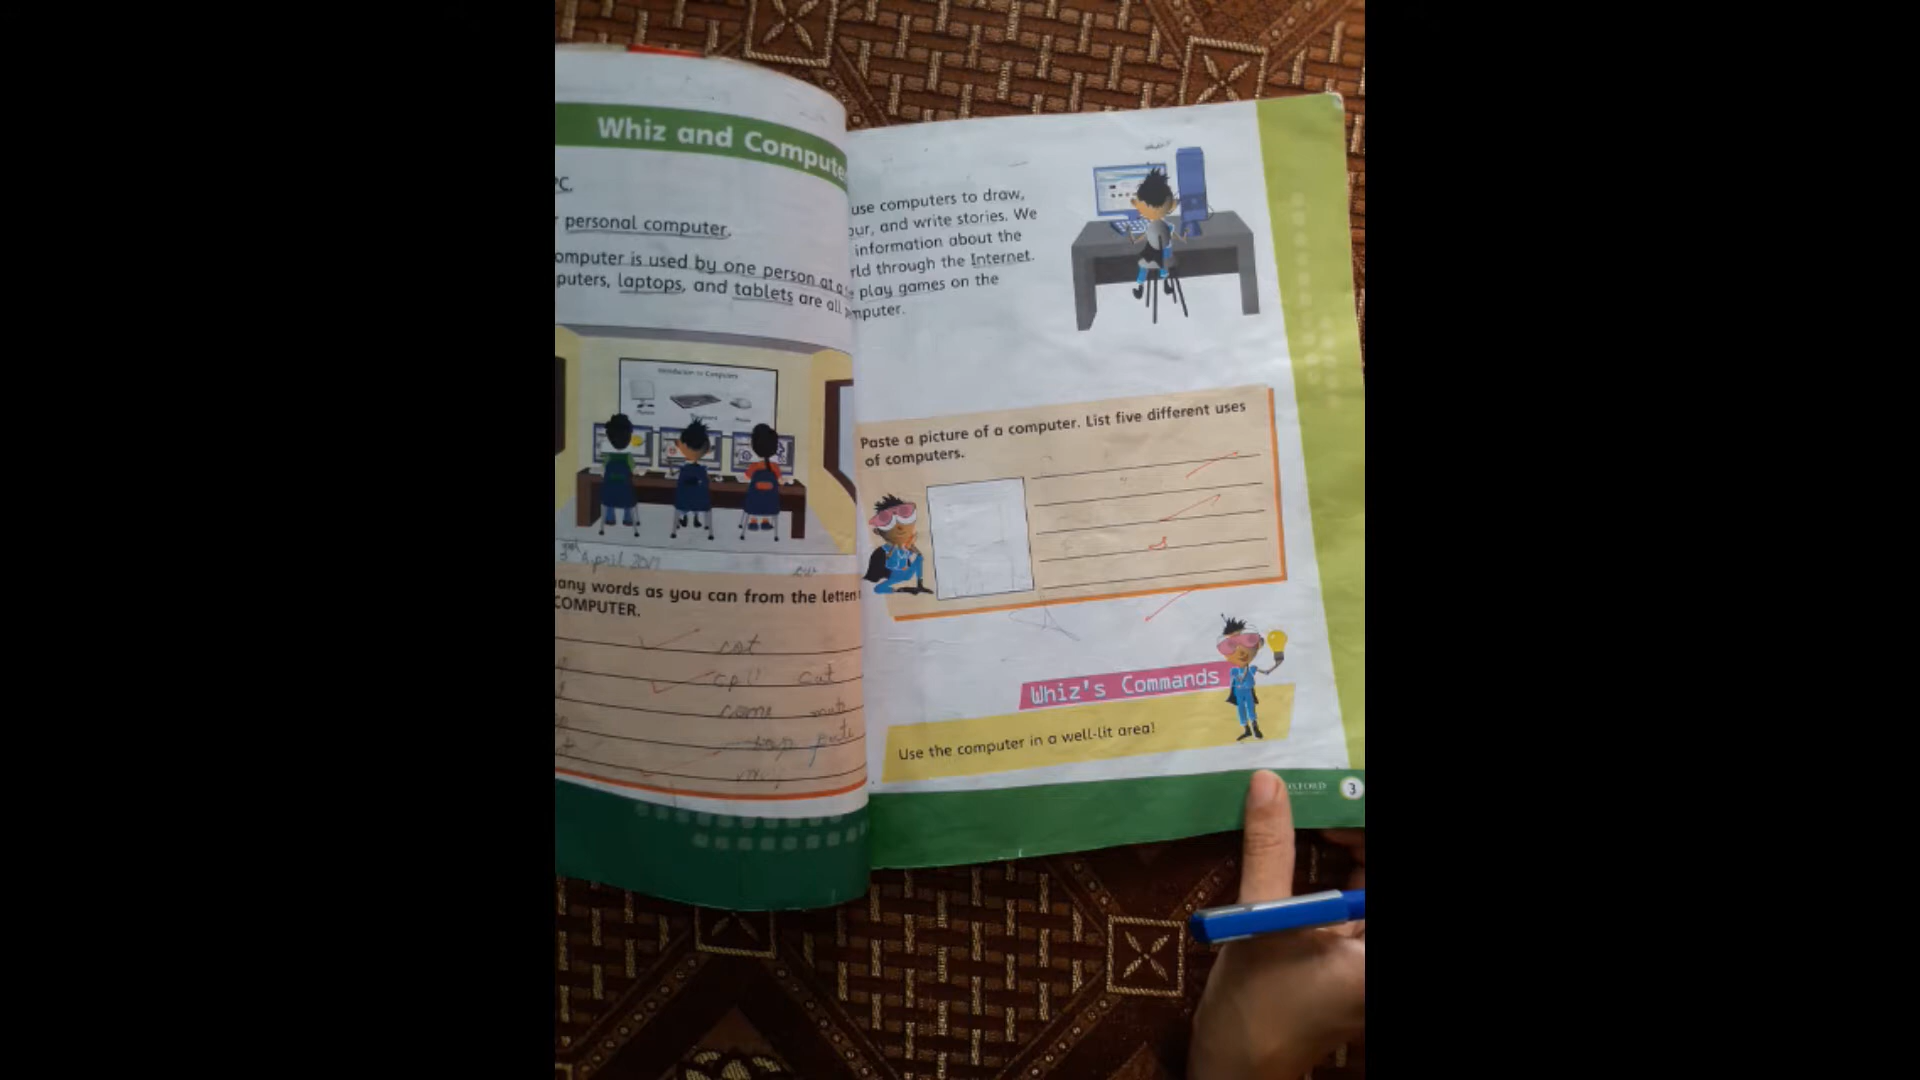 Whiz and Compute
PC.
personal computer.
omputer is used by one person at a
puters, laptops, and tablets are all
Introduction to Computers
3rd April 2017
any words as you can from the letters
COMPUTER.
cot
cat
come
use computers to draw,
our, and write stories. We
information about the
rld through the Internet.
play games on the
mputer.
Paste a picture of a computer. List five different uses
of computers.
Whiz's Commands
Use the computer in a well-lit area!
OXFORD
3